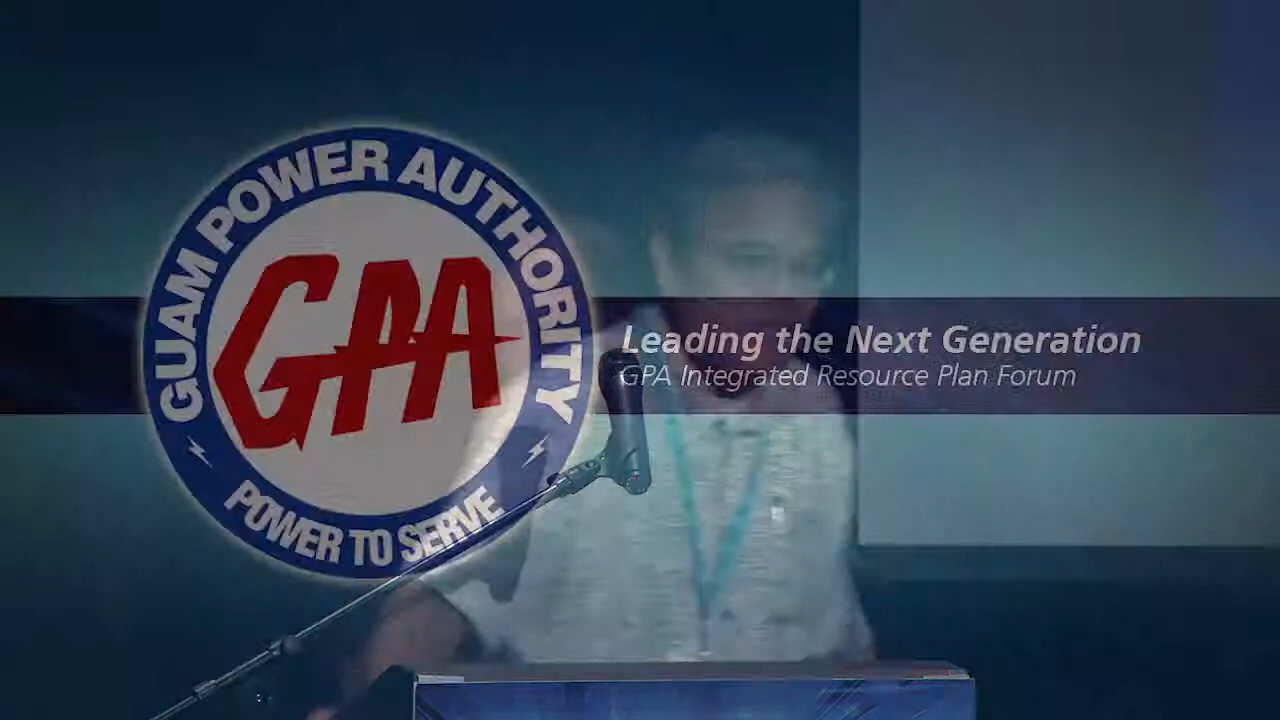 GUAM POWER AUTHORITY
GPA
POWER TO SERVE
Leading the Next Generation
GPA Integrated Resource Plan Forum